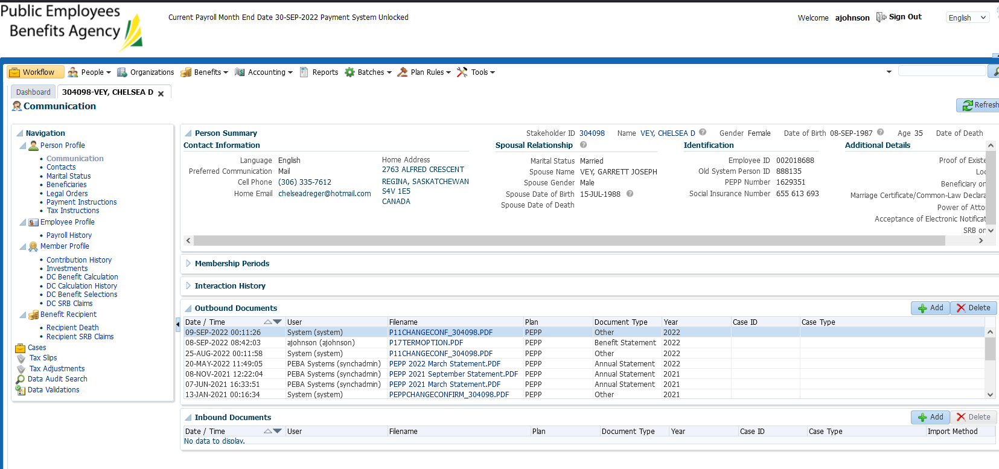 Public Employees
Benefits Agency
Current Payroll Month End Date 30-SEP-2022 Payment System Unlocked
Welcome ajohnson Sign Out English
Workflow People Organizations Benefits Accounting Reports Batches Plan Rules Tools
Dashboard 304098-VEY, CHELSEA D
Communication
Refresh
Navigation
Person Profile
Communication
Contacts
Marital Status
Beneficiaries
Legal Orders
Payment Instructions
Tax Instructions
Employee Profile
Payroll History
Member Profile
Contribution History
Investments
DC Benefit Calculation
DC Calculation History
DC Benefit Selections
DC SRB Claims
Benefit Recipient
Recipient Death
Recipient SRB Claims
Cases
Tax Slips
Tax Adjustments
Data Audit Search
Data Validations
Person Summary Stakeholder ID 304098 Name VEY, CHELSEA D Gender Female Date of Birth 08-SEP-1987 Age 35 Date of Death
Contact Information
Language English
Preferred Communication Mail
Cell Phone (306) 335-7612
Home Email chelseadreger@hotmail.com
Home Address
2763 ALFRED CRESCENT
REGINA, SASKATCHEWAN
S4V 1E5
CANADA
Spousal Relationship
Marital Status Married
Spouse Name VEY, GARRETT JOSEPH
Spouse Gender Male
Spouse Date of Birth 15-JUL-1988
Spouse Date of Death
Identification
Employee ID 002018688
Old System Person ID 888135
PEPP Number 1629351
Social Insurance Number 655 613 693
Additional Details
Proof of Existe
Loc
Beneficiary on
Marriage Certificate/Common-Law Declara
Power of Attor
Acceptance of Electronic Notificat
SRB on
Membership Periods
Interaction History
Outbound Documents Add Delete
Date / Time User Filename Plan Document Type Year Case ID Case Type
09-SEP-2022 00:11:26 System (system) P11CHANGECONF_304098.PDF PEPP Other 2022
08-SEP-2022 08:42:03 ajohnson (ajohnson) P17TERMOPTION.PDF PEPP Benefit Statement 2022
25-AUG-2022 00:11:58 System (system) P11CHANGECONF_304098.PDF PEPP Other 2022
20-MAY-2022 11:49:05 PEBA Systems (synchadmin) PEPP 2022 March Statement.PDF PEPP Annual Statement 2022
08-NOV-2021 12:22:04 PEBA Systems (synchadmin) PEPP 2021 September Statement.PDF PEPP Annual Statement 2021
07-JUN-2021 16:33:51 PEBA Systems (synchadmin) PEPP 2021 March Statement.PDF PEPP Annual Statement 2021
13-JAN-2021 00:16:34 System (system) PEPPCHANGECONFIRM_304098.PDF PEPP Other 2021
Inbound Documents Add Delete
Date / Time User Filename Plan Document Type Year Case ID Case Type Import Method
No data to display.